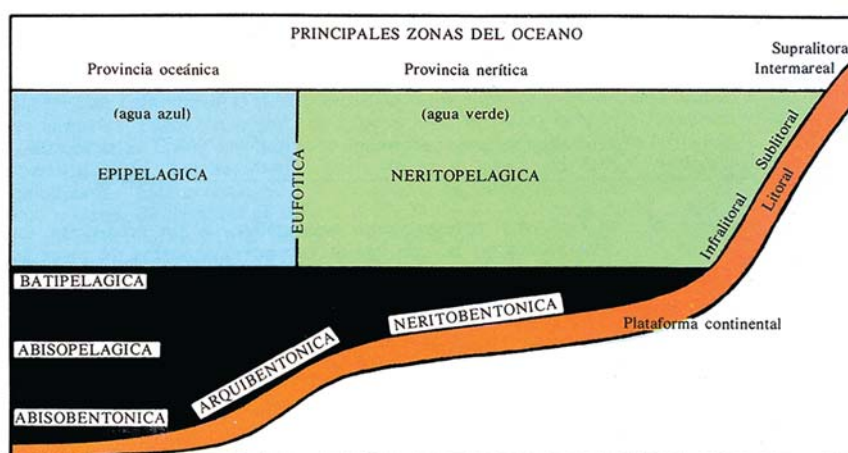 PRINCIPALES ZONAS DEL OCEANO
Provincia oceánica
Provincia nerítica
Supralitoral
Intermareal
(agua azul)
(agua verde)
EPIPELAGICA
EUFOTICA
NERITOPELAGICA
Sublitoral
Infralitoral
Litoral
BATIPELAGICA
NERITOBENTONICA
Plataforma continental
ABISOPELAGICA
ARQUIBENTONICA
ABISOBENTONICA